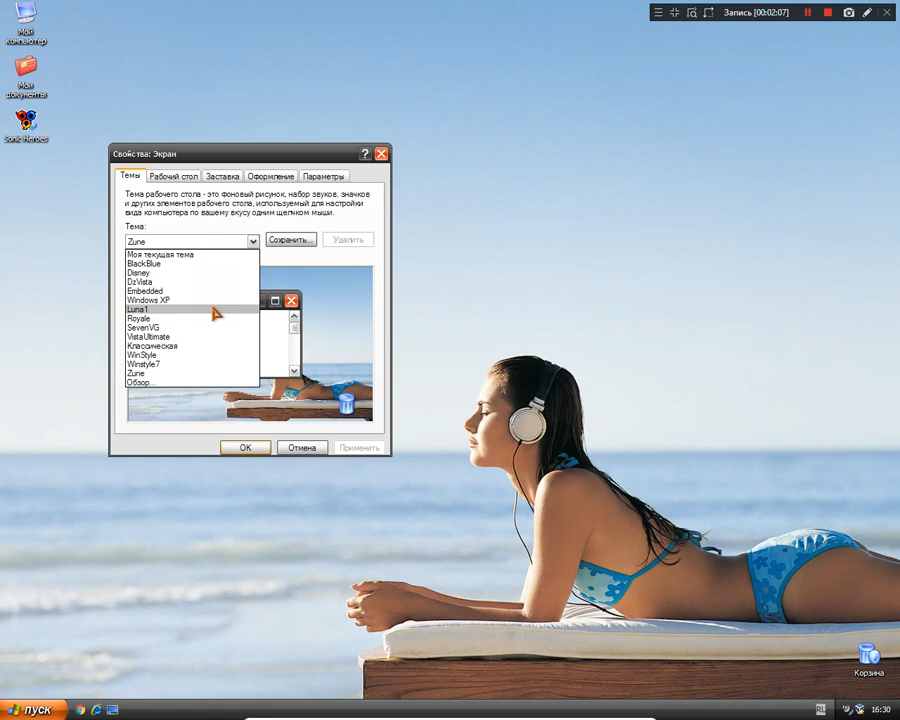 Мой
компьютер
Мои
документы
Sonic Heroes
Запись [00:02:07]
Свойства: Экран
Темы
Рабочий стол
Заставка
Оформление
Параметры
Тема рабочего стола - это фоновый рисунок, набор звуков, значков
и других элементов рабочего стола, используемый для настройки
вида компьютера по вашему вкусу одним щелчком мыши.
Тема:
Zune
Сохранить...
Удалить
Моя текущая тема
BlackBlue
Disney
DzVista
Embedded
Windows XP
Luna1
Royale
SevenVG
VistaUltimate
Классическая
WinStyle
Winstyle7
Zune
Обзор...
OK
Отмена
Применить
Корзина
пуск
RL
16:30